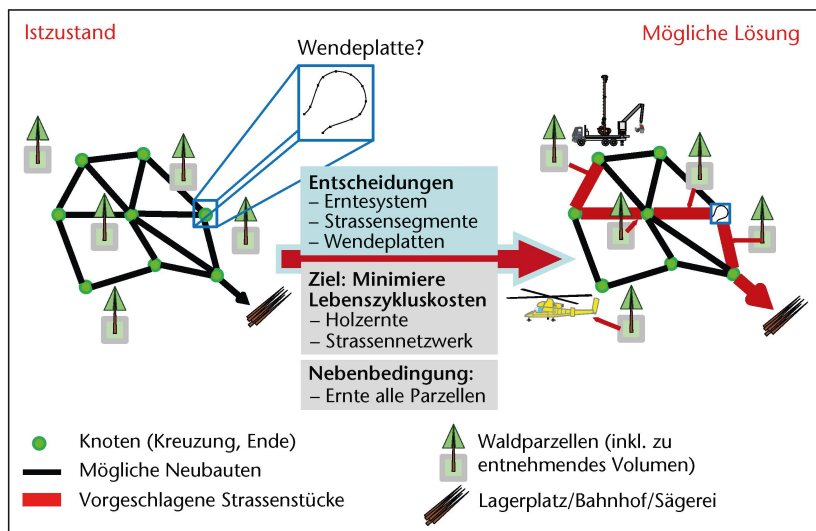 Istzustand
Mögliche Lösung
Wendeplatte?
Entscheidungen
– Erntesystem
– Strassensegmente
– Wendeplatten
Ziel: Minimiere
Lebenszykluskosten
– Holzernte
– Strassennetzwerk
Nebenbedingung:
– Ernte alle Parzellen
Knoten (Kreuzung, Ende)
Mögliche Neubauten
Vorgeschlagene Strassenstücke
Waldparzellen (inkl. zu
entnehmendes Volumen)
Lagerplatz/Bahnhof/Sägerei